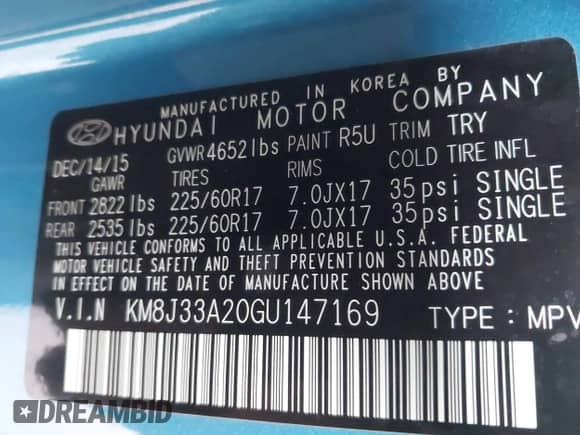 MANUFACTURED IN KOREA BY
HYUNDAI MOTOR COMPANY
DEC/14/15 GVWR 4652lbs PAINT R5U TRIM TRY
GAWR TIRES RIMS COLD TIRE INFL
FRONT 2822lbs 225/60R17 7.0JX17 35psi SINGLE
REAR 2535lbs 225/60R17 7.0JX17 35psi SINGLE
THIS VEHICLE CONFORMS TO ALL APPLICABLE U.S.A. FEDERAL
MOTOR VEHICLE SAFETY AND THEFT PREVENTION STANDARDS
IN EFFECT ON THE DATE OF MANUFACTURE SHOWN ABOVE.
V.I.N KM8J33A20GU147169 TYPE : MPV
DREAMBID